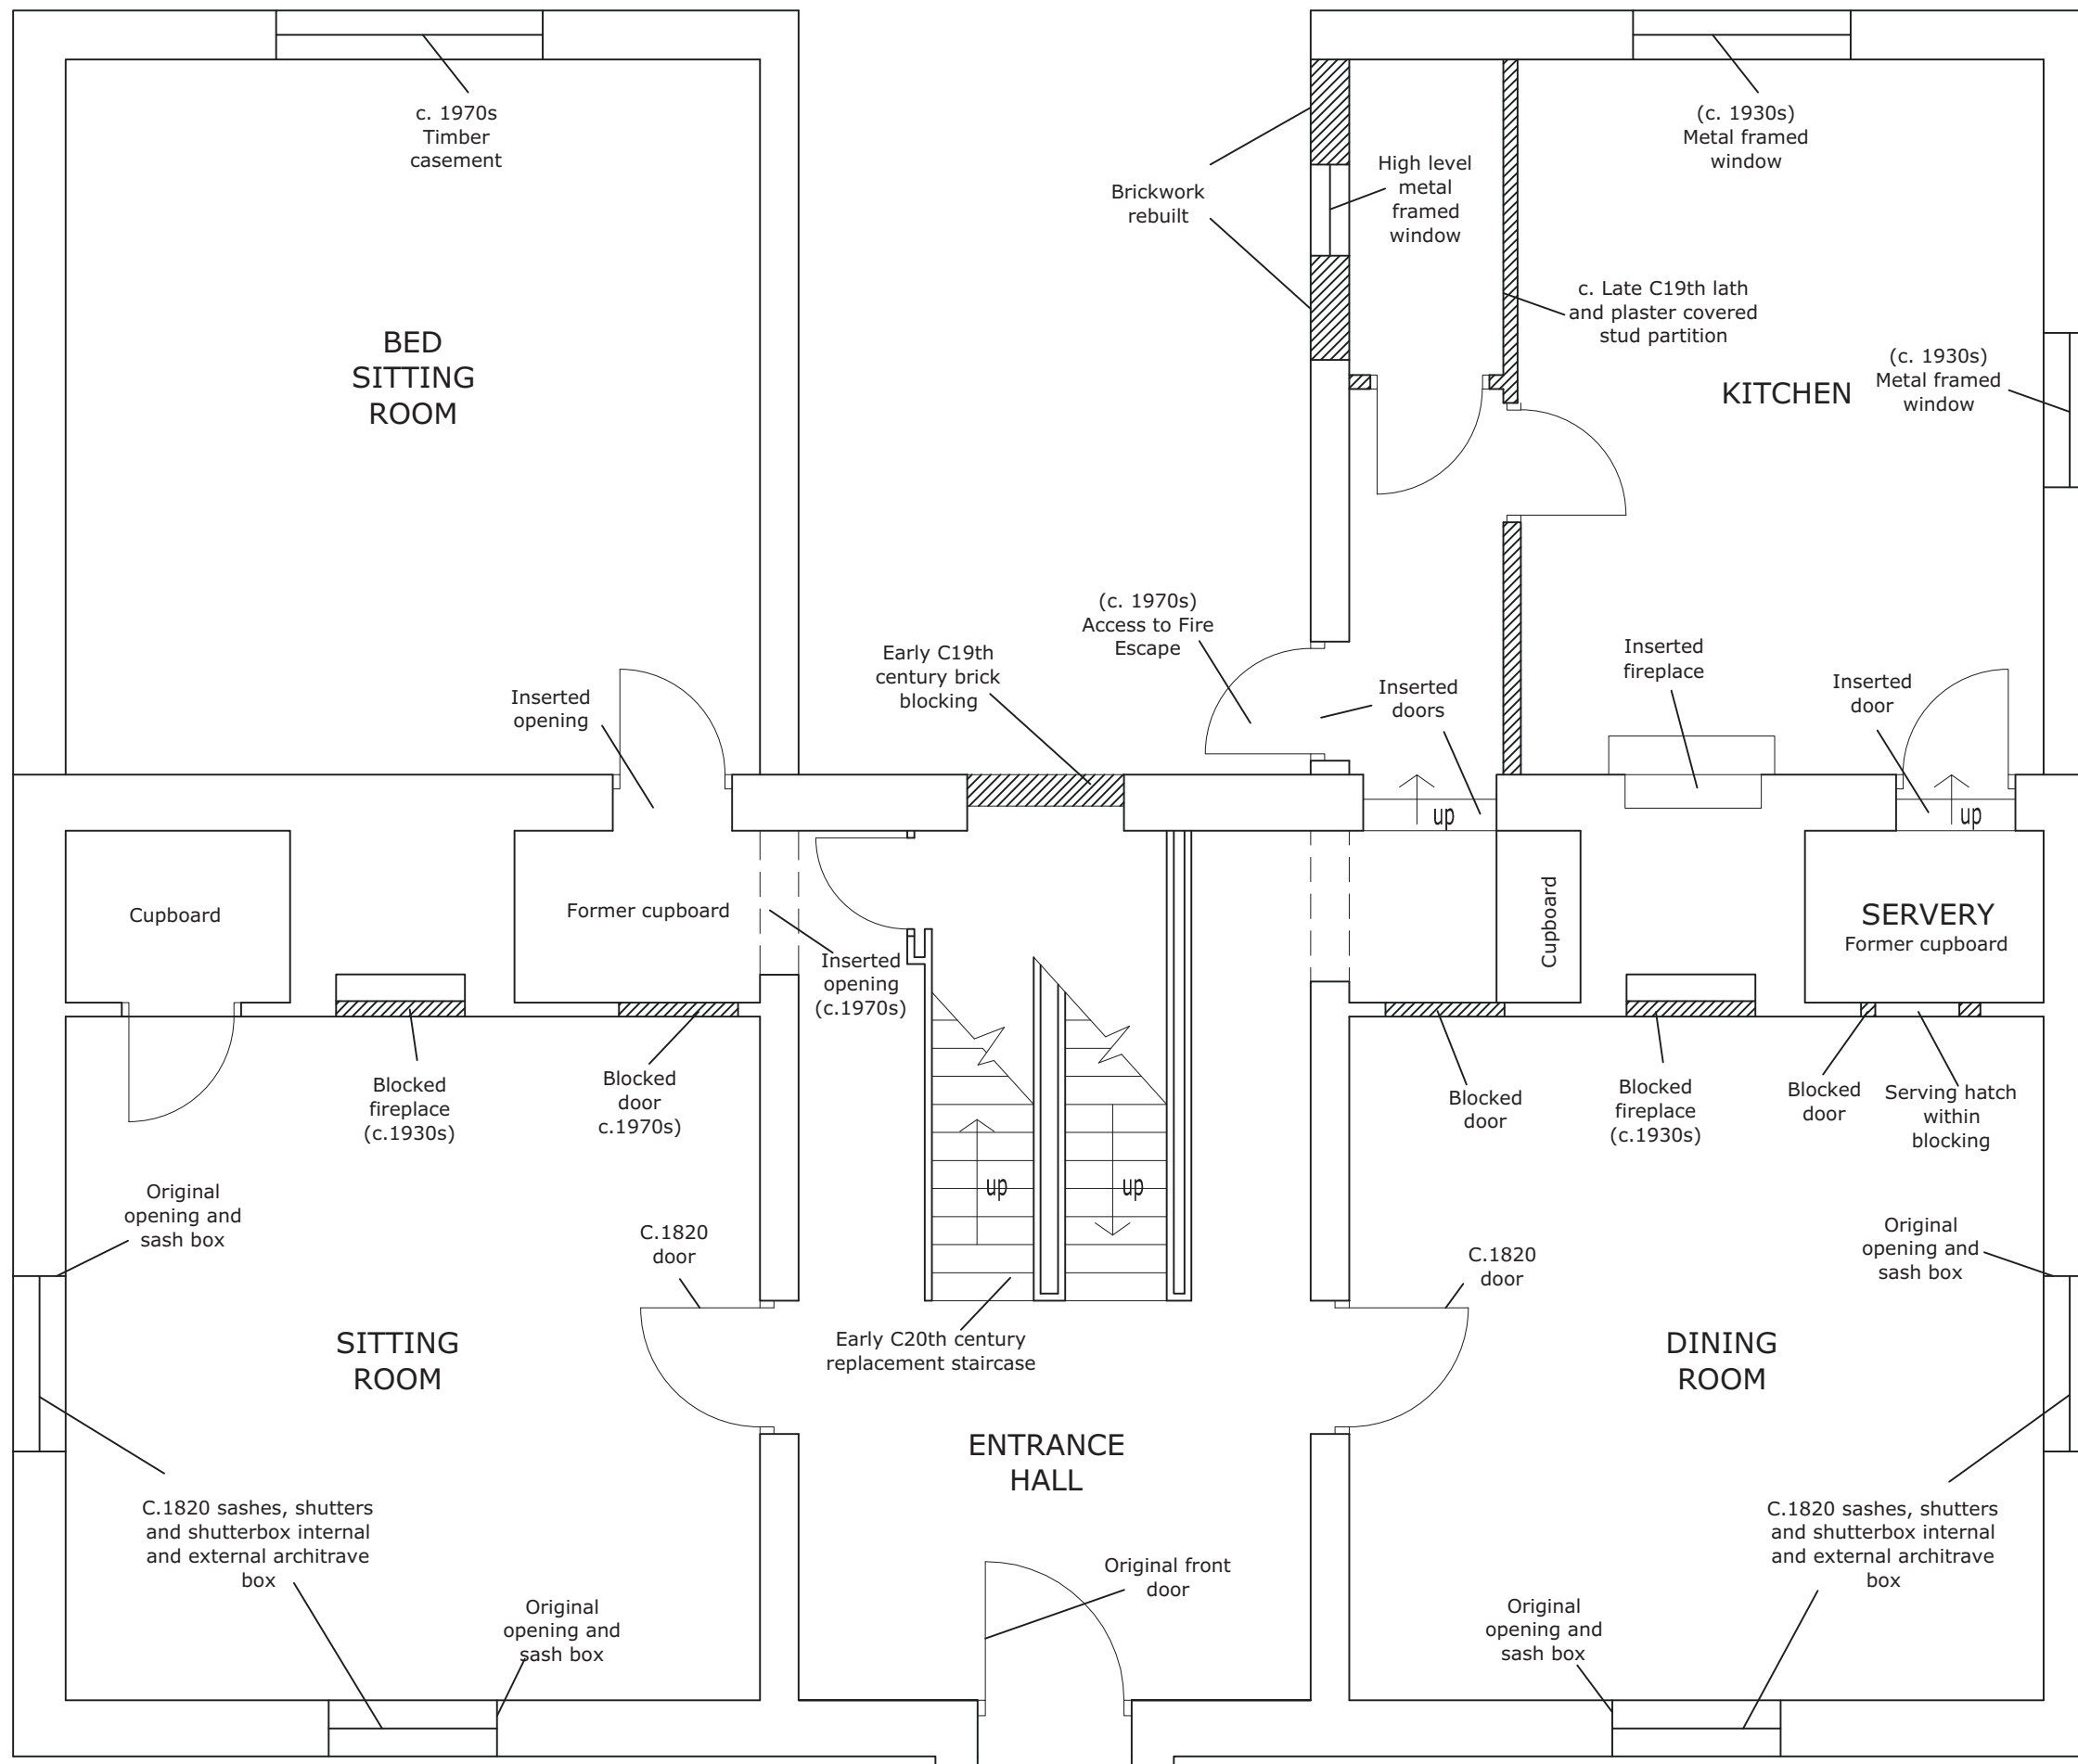 c. 1970s
Timber
casement
(c. 1930s)
Metal framed
window
High level
metal
framed
window
Brickwork
rebuilt
c. Late C19th lath
and plaster covered
stud partition
BED
SITTING
ROOM
KITCHEN
(c. 1930s)
Metal framed
window
(c. 1970s)
Access to Fire
Escape
Early C19th
century brick
blocking
Inserted
opening
Inserted
doors
Inserted
fireplace
Inserted
door
up
up
Cupboard
Former cupboard
Inserted
opening
(c.1970s)
Cupboard
SERVERY
Former cupboard
Blocked
fireplace
(c.1930s)
Blocked
door
c.1970s)
Blocked
door
Blocked
fireplace
(c.1930s)
Blocked
door
Serving hatch
within
blocking
up
up
Original
opening and
sash box
C.1820
door
C.1820
door
Original
opening and
sash box
Early C20th century
replacement staircase
SITTING
ROOM
DINING
ROOM
ENTRANCE
HALL
C.1820 sashes, shutters
and shutterbox internal
and external architrave
box
Original front
door
C.1820 sashes, shutters
and shutterbox internal
and external architrave
box
Original
opening and
sash box
Original
opening and
sash box